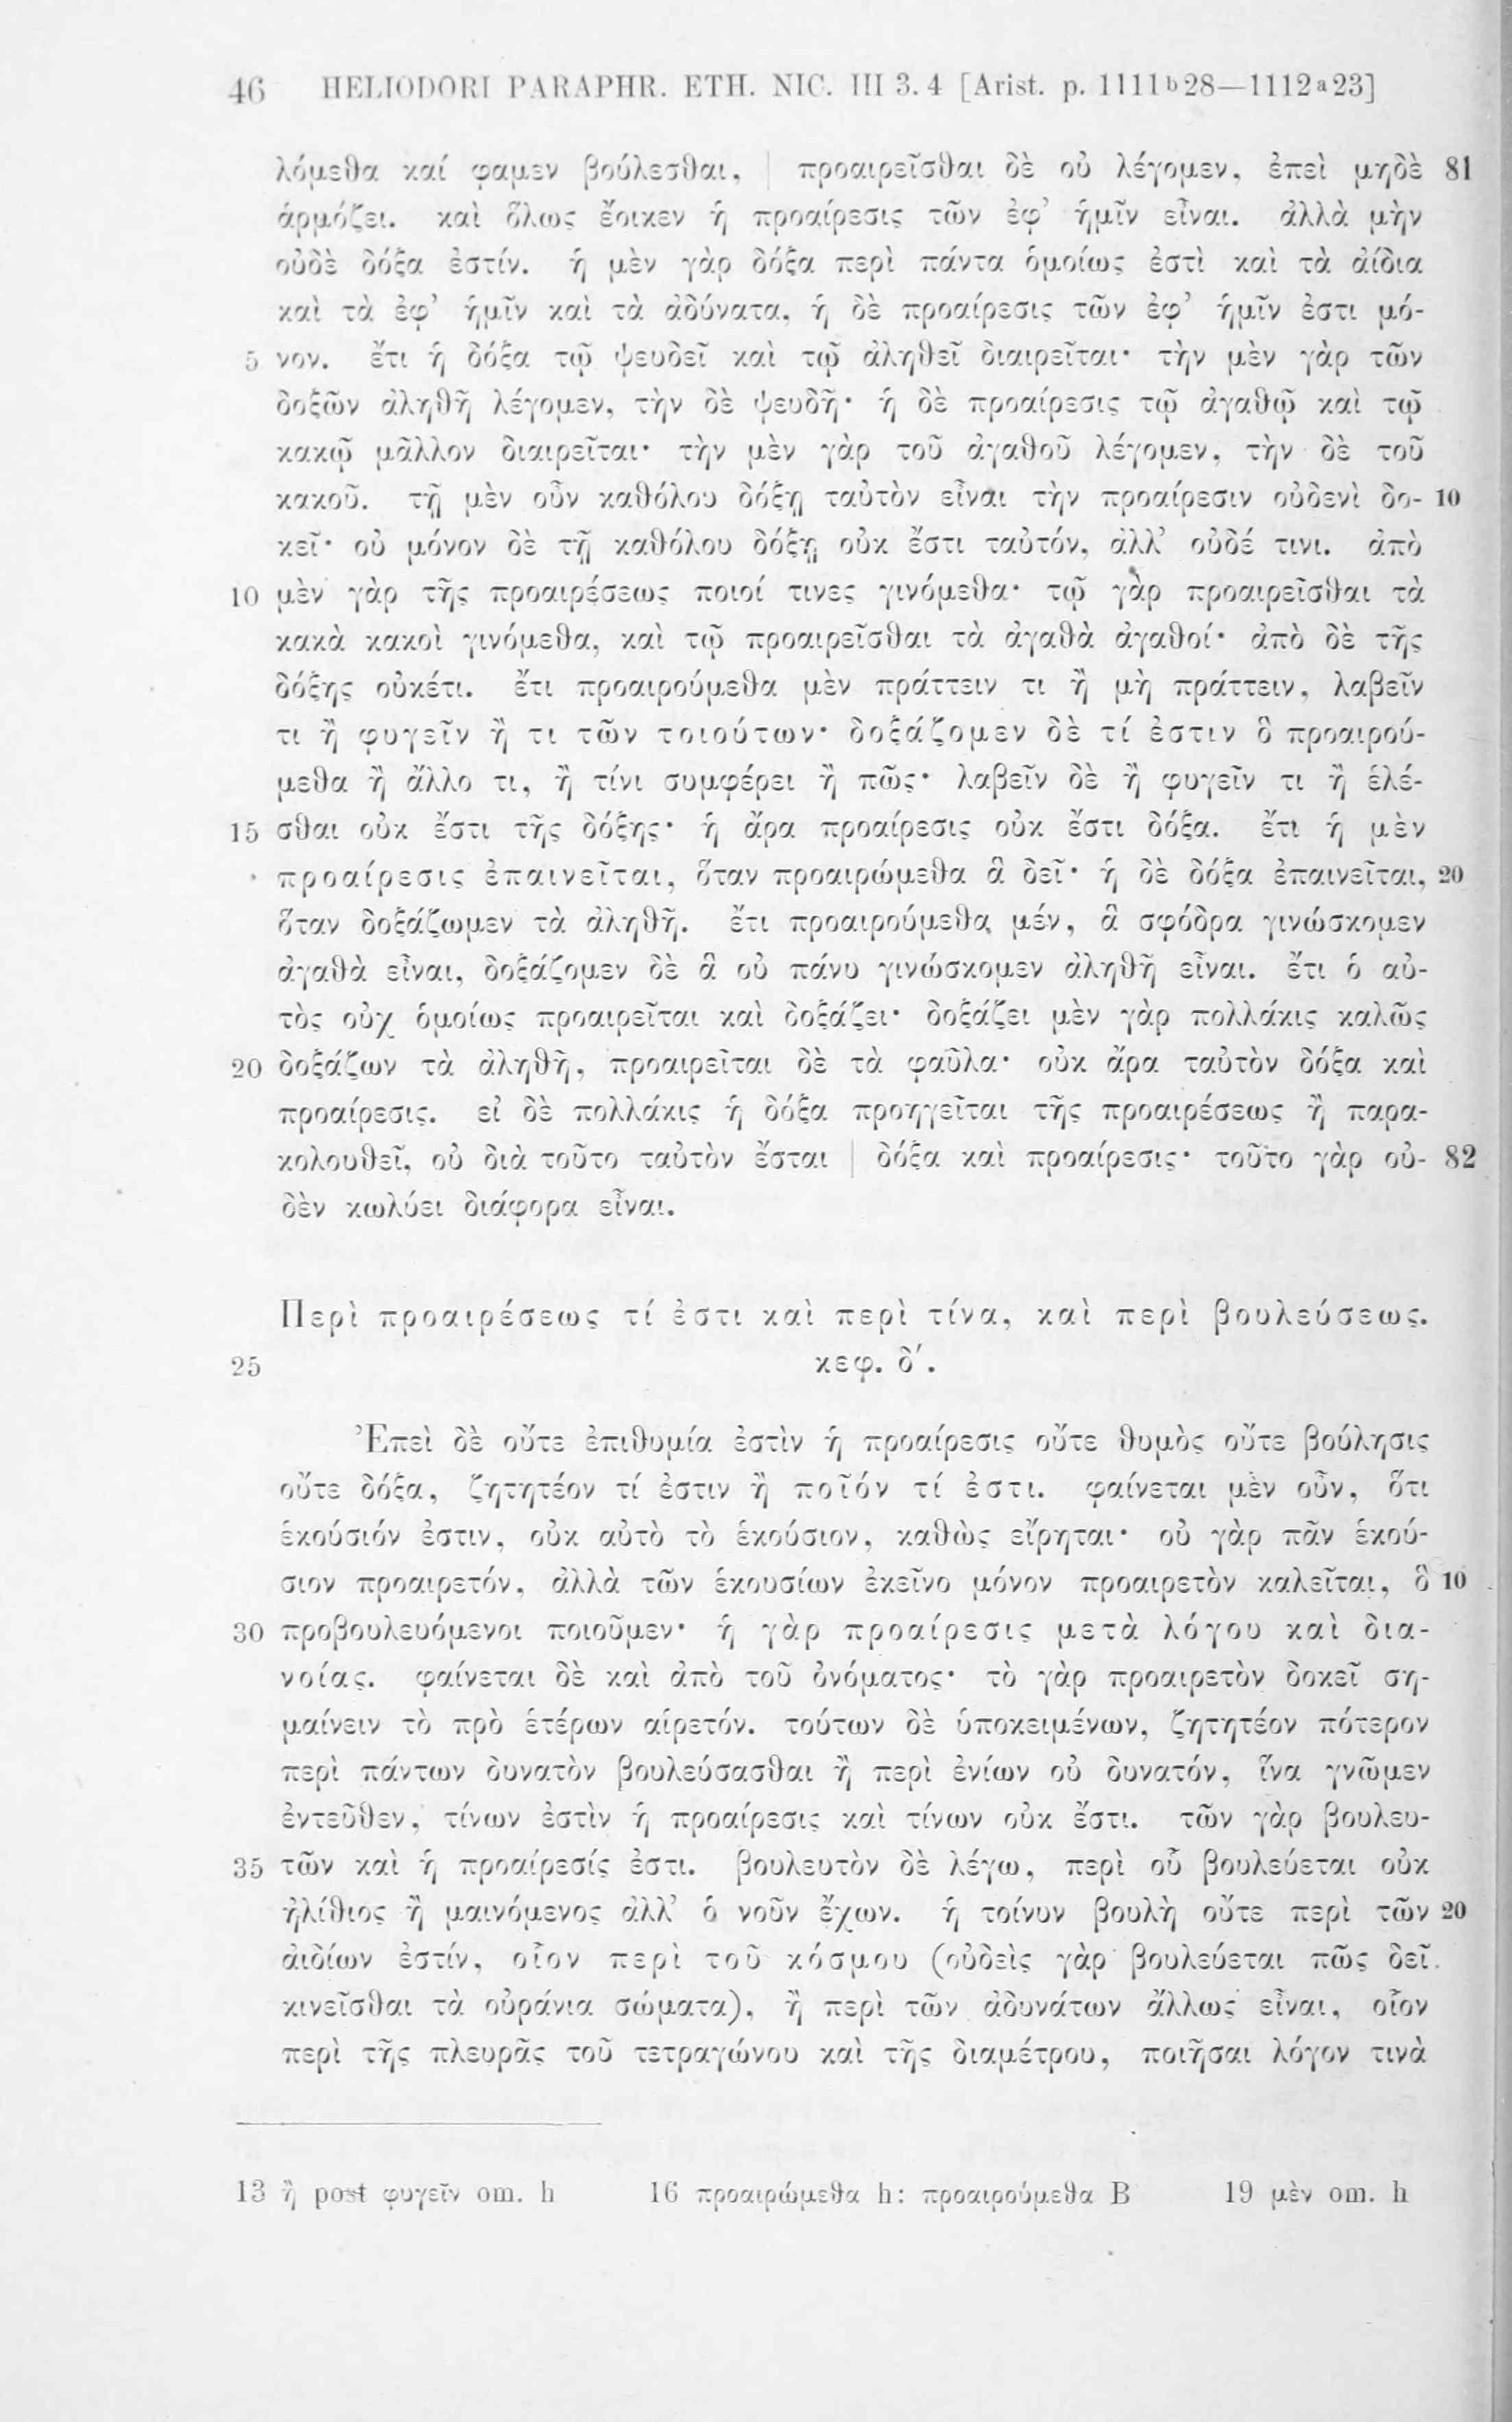 46 HELIODORI PARAPHR. ETH. NIC. III 3. 4 [Arist. p. 1111b28—1112a23]
λόμεθα καί φαμεν βούλεσθαι, | προαιρεῖσθαι δὲ οὐ λέγομεν, ἐπεὶ μηδὲ 81
ἁρμόζει. καὶ ὅλως ἔοικεν ἡ προαίρεσις τῶν ἐφ’ ἡμῖν εἶναι. ἀλλὰ μὴν
οὐδὲ δόξα ἐστίν. ἡ μὲν γὰρ δόξα περὶ πάντα ὁμοίως ἐστὶ καὶ τὰ ἀίδια
καὶ τὰ ἐφ’ ἡμῖν καὶ τὰ ἀδύνατα, ἡ δὲ προαίρεσις τῶν ἐφ’ ἡμῖν ἐστι μό-
5 νον. ἔτι ἡ δόξα τῷ ψευδεῖ καὶ τῷ ἀληθεῖ διαιρεῖται· τὴν μὲν γὰρ τῶν
δοξῶν ἀληθῆ λέγομεν, τὴν δὲ ψευδῆ· ἡ δὲ προαίρεσις τῷ ἀγαθῷ καὶ τῷ
κακῷ μᾶλλον διαιρεῖται· τὴν μὲν γὰρ τοῦ ἀγαθοῦ λέγομεν, τὴν δὲ τοῦ
κακοῦ. τῇ μὲν οὖν καθόλου δόξῃ ταὐτὸν εἶναι τὴν προαίρεσιν οὐδενὶ δο- 10
κεῖ· οὐ μόνον δὲ τῇ καθόλου δόξῃ οὐκ ἔστι ταὐτόν, ἀλλ’ οὐδέ τινι. ἀπὸ
10 μὲν γὰρ τῆς προαιρέσεως ποιοί τινες γινόμεθα· τῷ γὰρ προαιρεῖσθαι τὰ
κακὰ κακοὶ γινόμεθα, καὶ τῷ προαιρεῖσθαι τὰ ἀγαθὰ ἀγαθοί· ἀπὸ δὲ τῆς
δόξης οὐκέτι. ἔτι προαιρούμεθα μὲν πράττειν τι ἢ μὴ πράττειν, λαβεῖν
τι ἢ φυγεῖν ἢ τι τῶν τοιούτων· δοξάζομεν δὲ τί ἐστιν ὃ προαιρού-
μεθα ἢ ἄλλο τι, ἢ τίνι συμφέρει ἢ πῶς· λαβεῖν δὲ ἢ φυγεῖν τι ἢ ἑλέ-
15 σθαι οὐκ ἔστι τῆς δόξης· ἡ ἄρα προαίρεσις οὐκ ἔστι δόξα. ἔτι ἡ μὲν
προαίρεσις ἐπαινεῖται, ὅταν προαιρώμεθα ἃ δεῖ· ἡ δὲ δόξα ἐπαινεῖται, 20
ὅταν δοξάζωμεν τὰ ἀληθῆ. ἔτι προαιρούμεθα μέν, ἃ σφόδρα γινώσκομεν
ἀγαθὰ εἶναι, δοξάζομεν δὲ ἃ οὐ πάνυ γινώσκομεν ἀληθῆ εἶναι. ἔτι ὁ αὐ-
τὸς οὐχ ὁμοίως προαιρεῖται καὶ δοξάζει· δοξάζει μὲν γὰρ πολλάκις καλῶς
20 δοξάζων τὰ ἀληθῆ, προαιρεῖται δὲ τὰ φαῦλα· οὐκ ἄρα ταὐτὸν δόξα καὶ
προαίρεσις. εἰ δὲ πολλάκις ἡ δόξα προηγεῖται τῆς προαιρέσεως ἢ παρα-
κολουθεῖ, οὐ διὰ τοῦτο ταὐτὸν ἔσται | δόξα καὶ προαίρεσις· τοῦτο γὰρ οὐ- 82
δὲν κωλύει διάφορα εἶναι.
Περὶ προαιρέσεως τί ἐστι καὶ περὶ τίνα, καὶ περὶ βουλεύσεως.
25 κεφ. δʹ.
Ἐπεὶ δὲ οὔτε ἐπιθυμία ἐστὶν ἡ προαίρεσις οὔτε θυμὸς οὔτε βούλησις
οὔτε δόξα, ζητητέον τί ἐστιν ἢ ποῖόν τί ἐστι. φαίνεται μὲν οὖν, ὅτι
ἑκούσιόν ἐστιν, οὐκ αὐτὸ τὸ ἑκούσιον, καθὼς εἴρηται· οὐ γὰρ πᾶν ἑκού-
σιον προαιρετόν, ἀλλὰ τῶν ἑκουσίων ἐκεῖνο μόνον προαιρετὸν καλεῖται, ὃ 10
30 προβουλευόμενοι ποιοῦμεν· ἡ γὰρ προαίρεσις μετὰ λόγου καὶ δια-
νοίας. φαίνεται δὲ καὶ ἀπὸ τοῦ ὀνόματος· τὸ γὰρ προαιρετὸν δοκεῖ ση-
μαίνειν τὸ πρὸ ἑτέρων αἱρετόν. τούτων δὲ ὑποκειμένων, ζητητέον πότερον
περὶ πάντων δυνατὸν βουλεύσασθαι ἢ περὶ ἐνίων οὐ δυνατόν, ἵνα γνῶμεν
ἐντεῦθεν, τίνων ἐστὶν ἡ προαίρεσις καὶ τίνων οὐκ ἔστι. τῶν γὰρ βουλευ-
35 τῶν καὶ ἡ προαίρεσίς ἐστι. βουλευτὸν δὲ λέγω, περὶ οὗ βουλεύεται οὐκ
ἠλίθιος ἢ μαινόμενος ἀλλ’ ὁ νοῦν ἔχων. ἡ τοίνυν βουλὴ οὔτε περὶ τῶν 20
ἀιδίων ἐστίν, οἷον περὶ τοῦ κόσμου (οὐδεὶς γὰρ βουλεύεται πῶς δεῖ
κινεῖσθαι τὰ οὐράνια σώματα), ἢ περὶ τῶν ἀδυνάτων ἄλλως εἶναι, οἷον
περὶ τῆς πλευρᾶς τοῦ τετραγώνου καὶ τῆς διαμέτρου, ποιῆσαι λόγον τινὰ
13 ἢ post φυγεῖν om. h 16 προαιρώμεθα h: προαιρούμεθα B 19 μὲν om. h